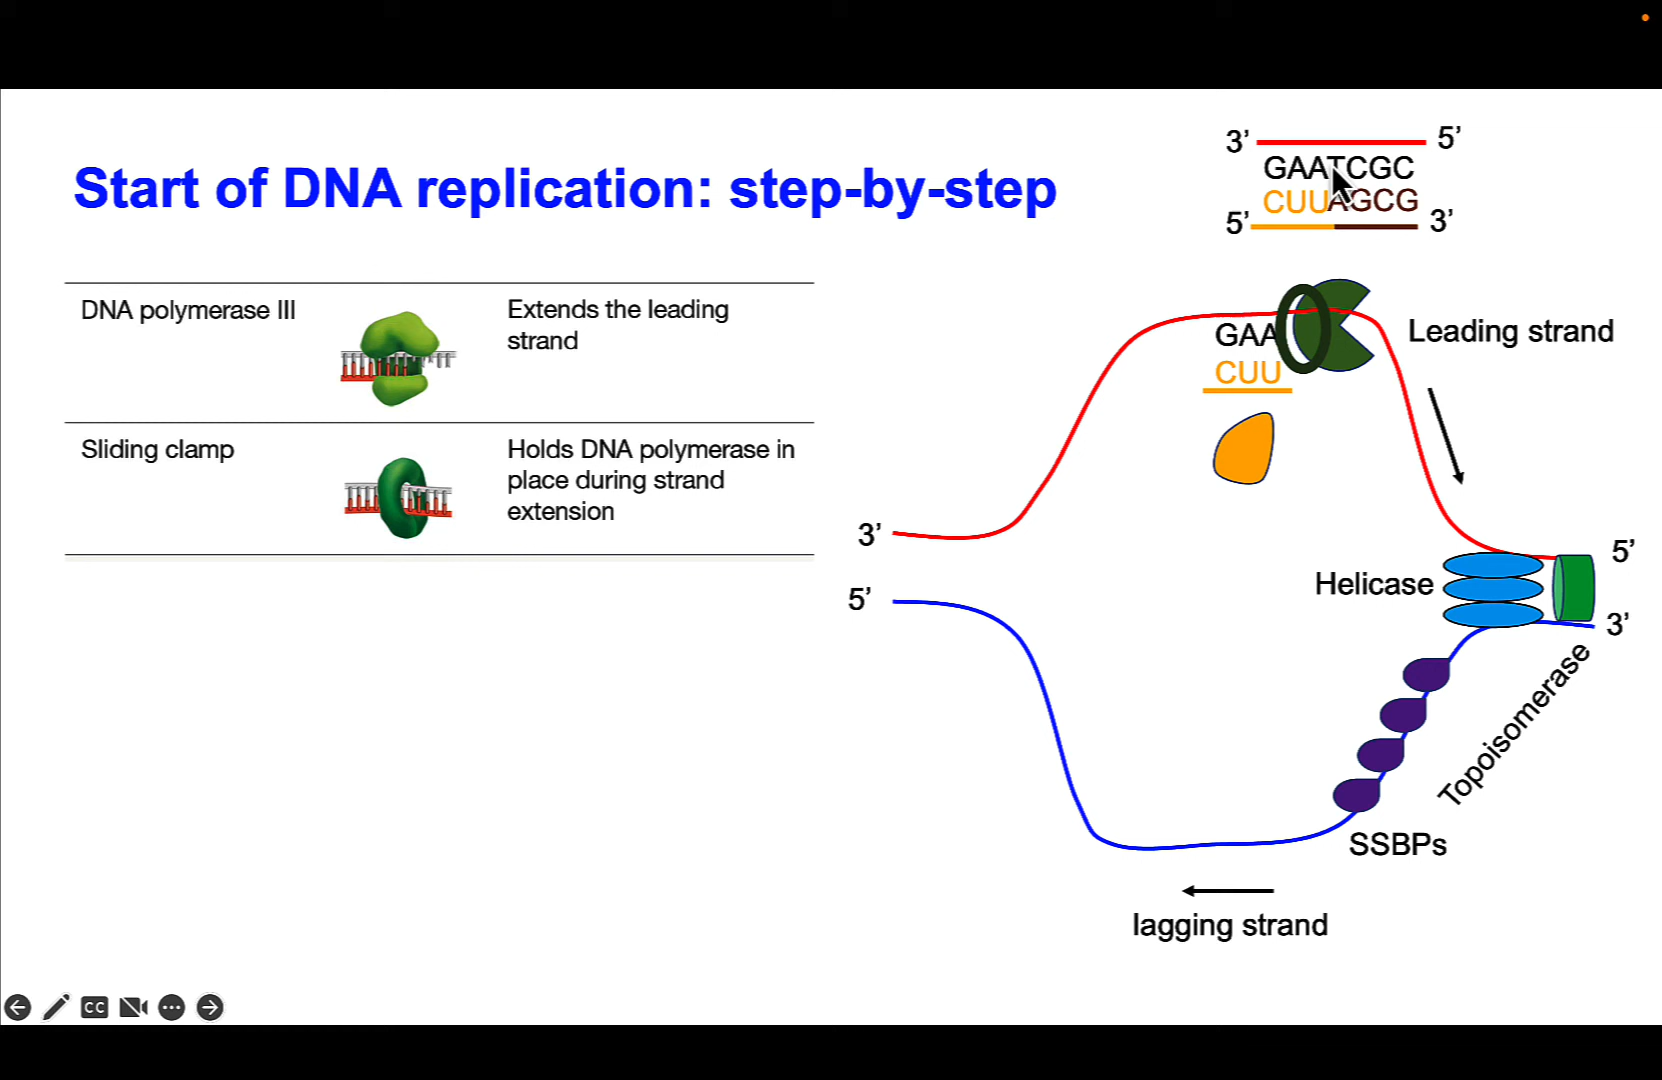 Start of DNA replication: step-by-step
3’ 5’
GAATCGC
CUUAGCG
5’ 3’
DNA polymerase III
Extends the leading
strand
Sliding clamp
Holds DNA polymerase in
place during strand
extension
GAA
CUU
Leading strand
3’
5’
Helicase
5’
3’
Topoisomerase
SSBPs
lagging strand
CC